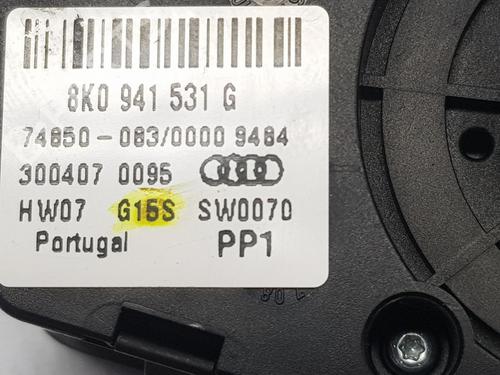 8K0 941 531 G
74850-083/0000 9484
300407 0095
HW07 G15S SW0070
Portugal PP1